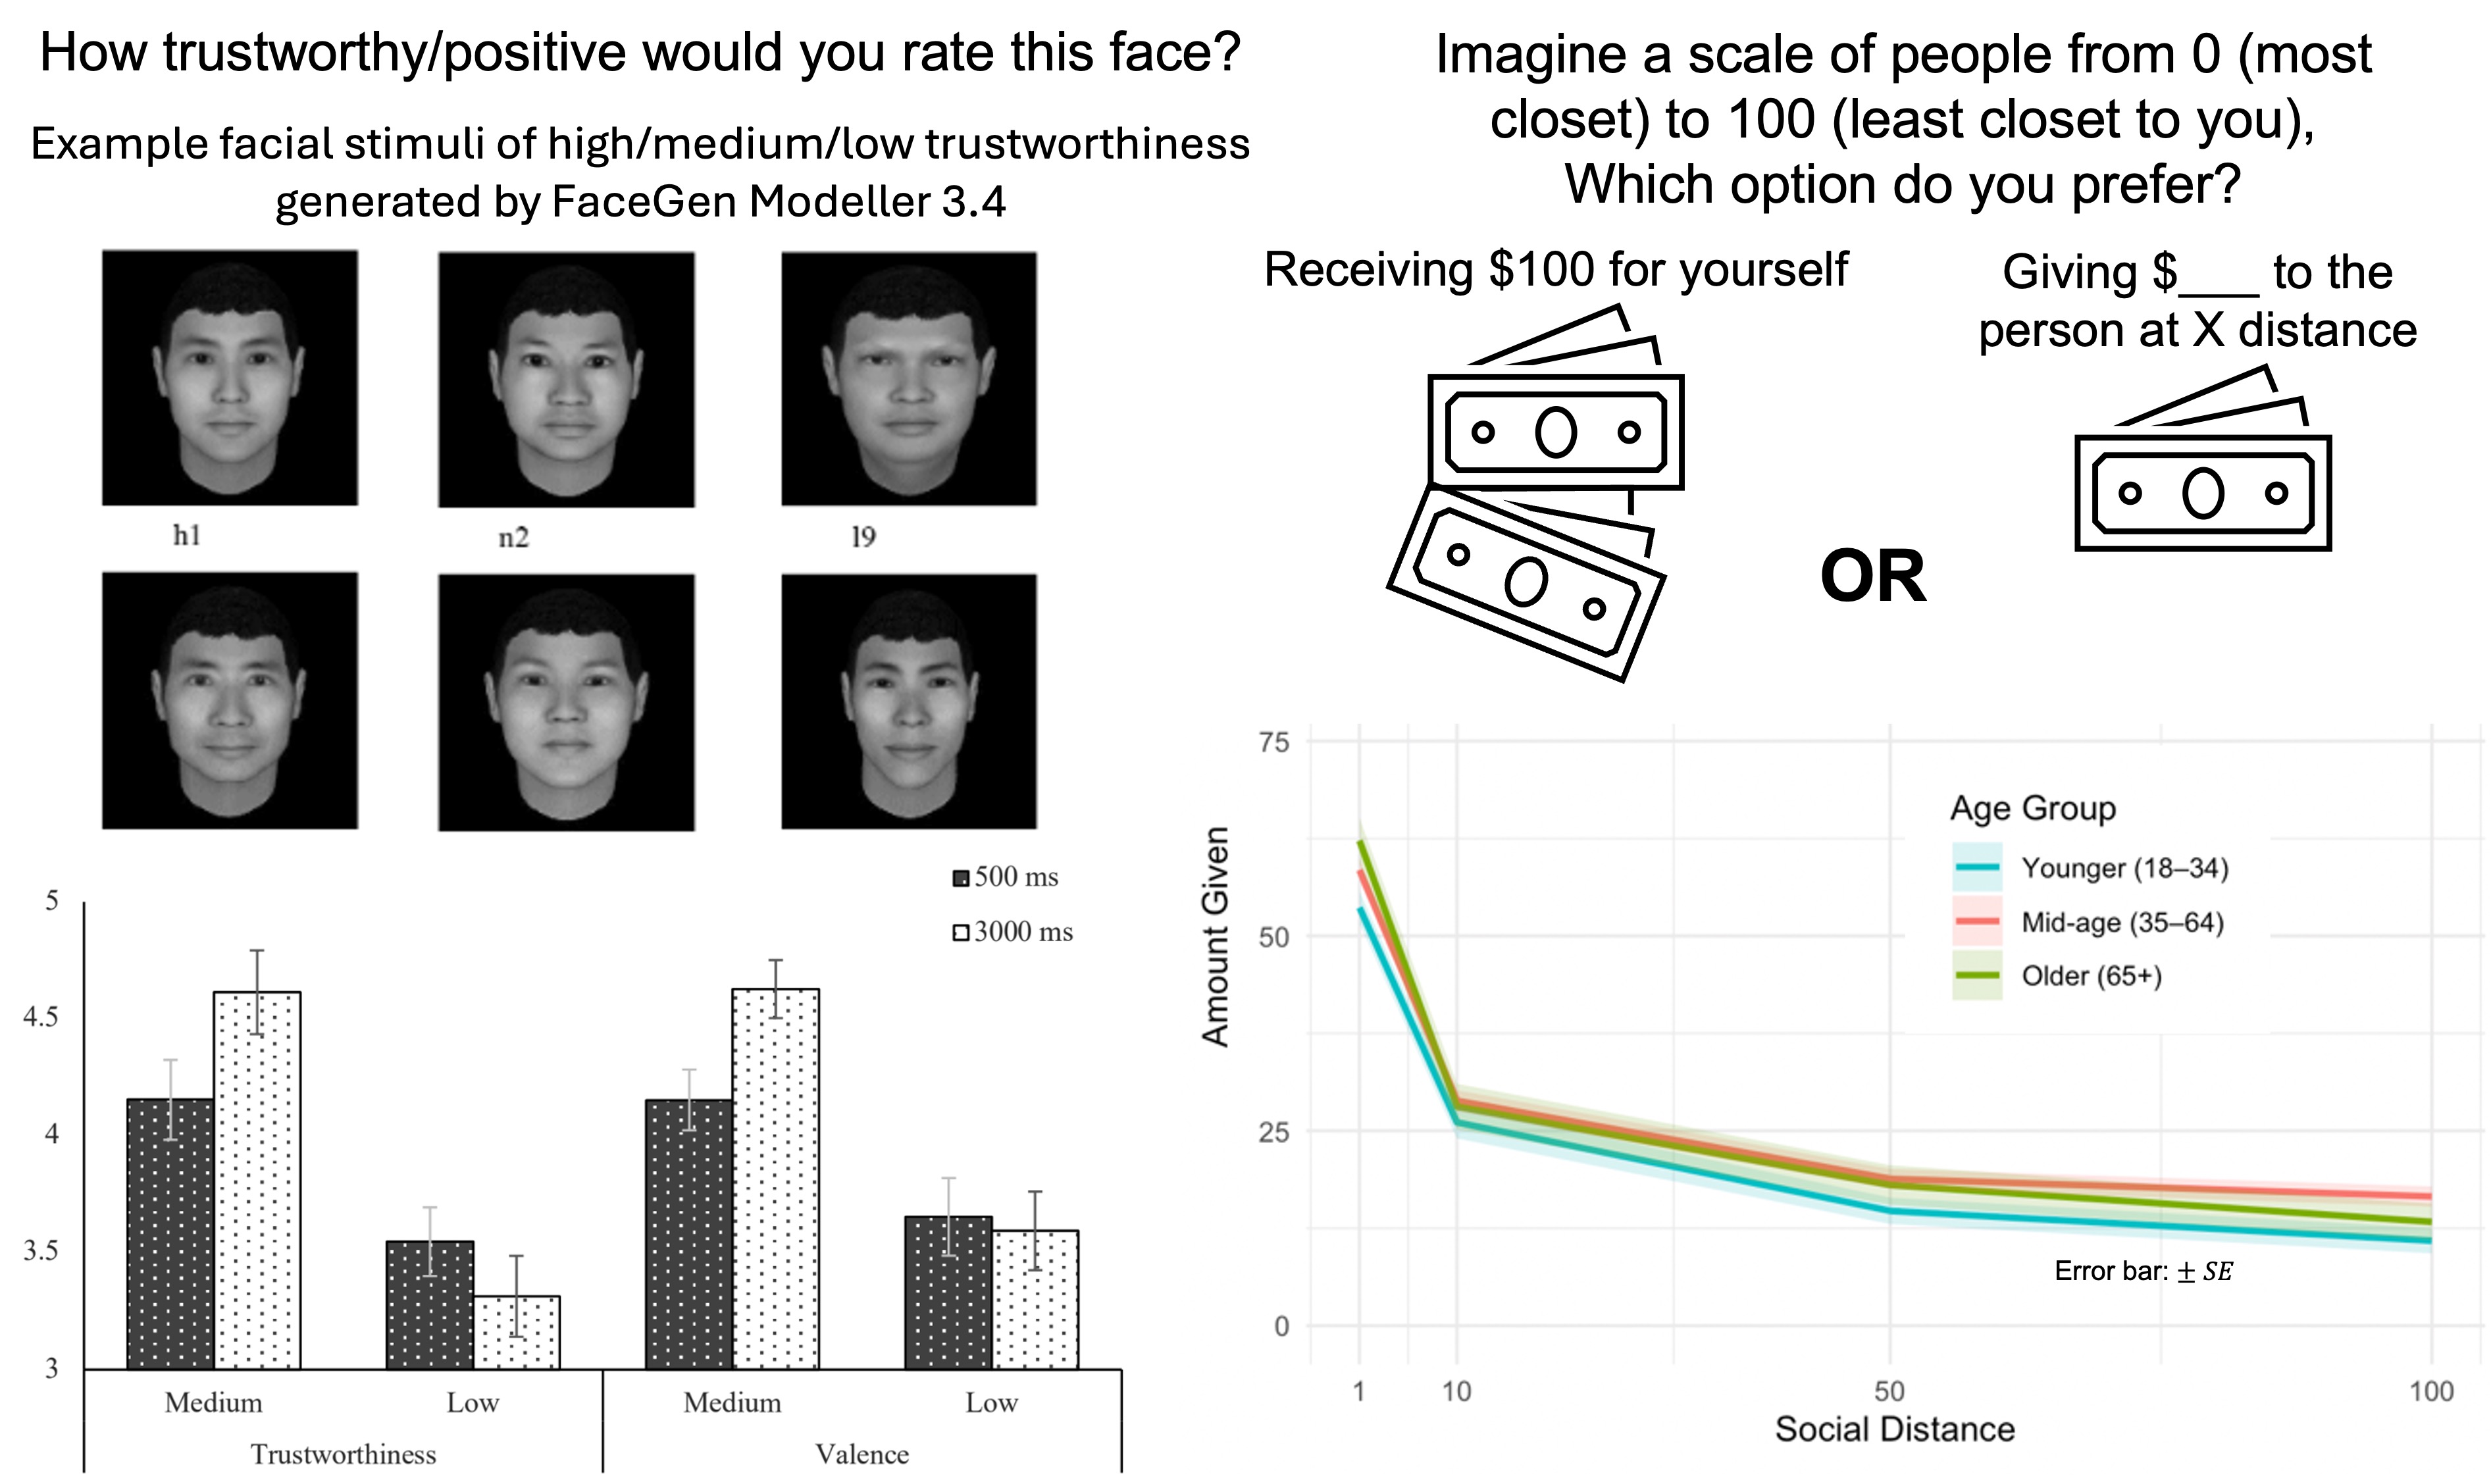 How trustworthy/positive would you rate this face?
Example facial stimuli of high/medium/low trustworthiness
generated by FaceGen Modeller 3.4
h1
n2
l9
500 ms
3000 ms
5
4.5
4
3.5
3
Medium
Low
Medium
Low
Trustworthiness
Valence
Imagine a scale of people from 0 (most
closet) to 100 (least closet to you),
Which option do you prefer?
Receiving $100 for yourself
Giving $___ to the
person at X distance
OR
75
50
25
0
Amount Given
Age Group
Younger (18–34)
Mid-age (35–64)
Older (65+)
Error bar: ± SE
1
10
50
100
Social Distance